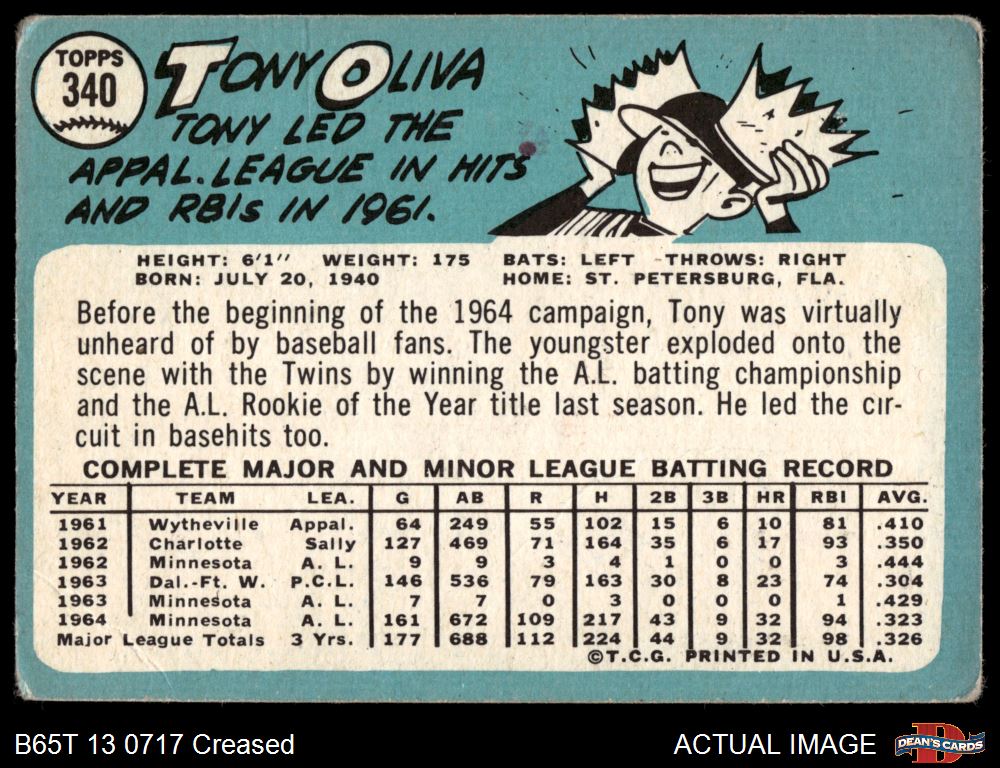 TOPPS
340
TONY OLIVA
TONY LED THE
APPAL. LEAGUE IN HITS
AND RBIs IN 1961.
HEIGHT: 6'1" WEIGHT: 175 BATS: LEFT THROWS: RIGHT
BORN: JULY 20, 1940 HOME: ST. PETERSBURG, FLA.
Before the beginning of the 1964 campaign, Tony was virtually
unheard of by baseball fans. The youngster exploded onto the
scene with the Twins by winning the A.L. batting championship
and the A.L. Rookie of the Year title last season. He led the cir-
cuit in basehits too.
COMPLETE MAJOR AND MINOR LEAGUE BATTING RECORD
YEAR TEAM LEA. G AB R H 2B 3B HR RBI AVG.
1961 Wytheville Appal. 64 249 55 102 15 6 10 81 .410
1962 Charlotte Sally 127 469 71 164 35 6 17 93 .350
1962 Minnesota A. L. 9 9 3 4 1 0 0 3 .444
1963 Dal.-Ft. W. P.C.L. 146 536 79 163 30 8 23 74 .304
1963 Minnesota A. L. 7 7 0 3 0 0 0 1 .429
1964 Minnesota A. L. 161 672 109 217 43 9 32 94 .323
Major League Totals 3 Yrs. 177 688 112 224 44 9 32 98 .326
©T.C.G. PRINTED IN U.S.A.
B65T 13 0717 Creased
ACTUAL IMAGE
DEAN'S CARDS